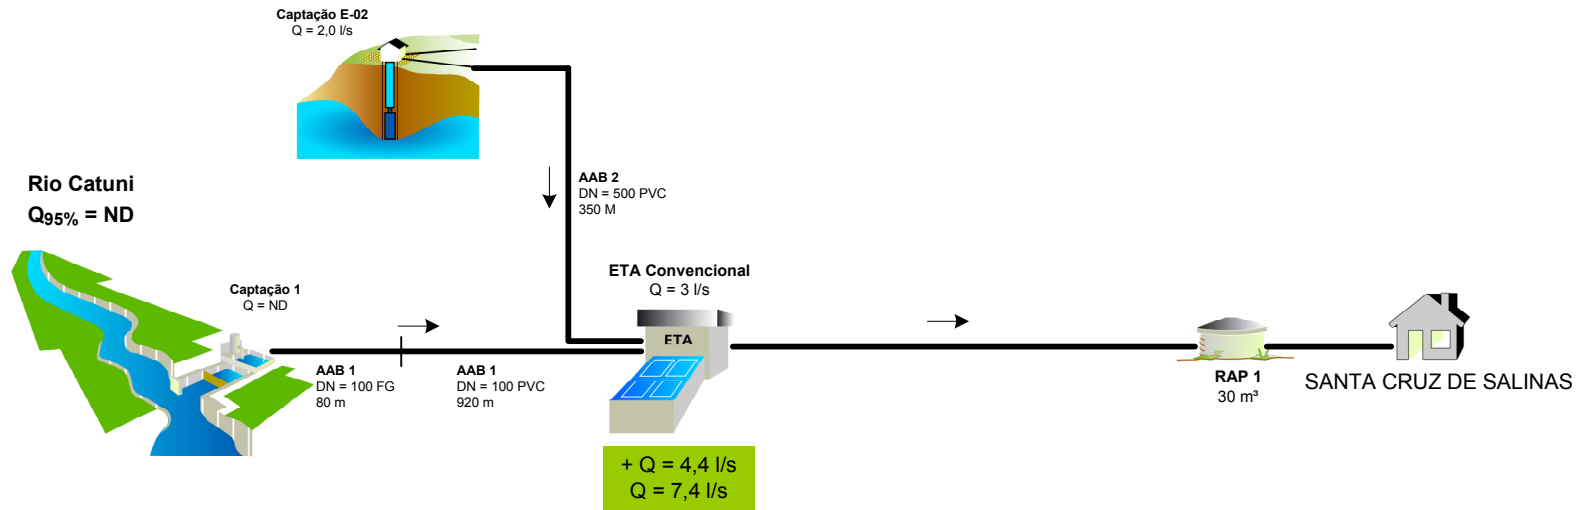 Captação E-02
Q = 2,0 l/s
Rio Catuni
Q95% = ND
AAB 2
DN = 500 PVC
350 M
Captação 1
Q = ND
ETA Convencional
Q = 3 l/s
ETA
AAB 1
DN = 100 FG
80 m
AAB 1
DN = 100 PVC
920 m
RAP 1
30 m³
SANTA CRUZ DE SALINAS
+ Q = 4,4 l/s
Q = 7,4 l/s